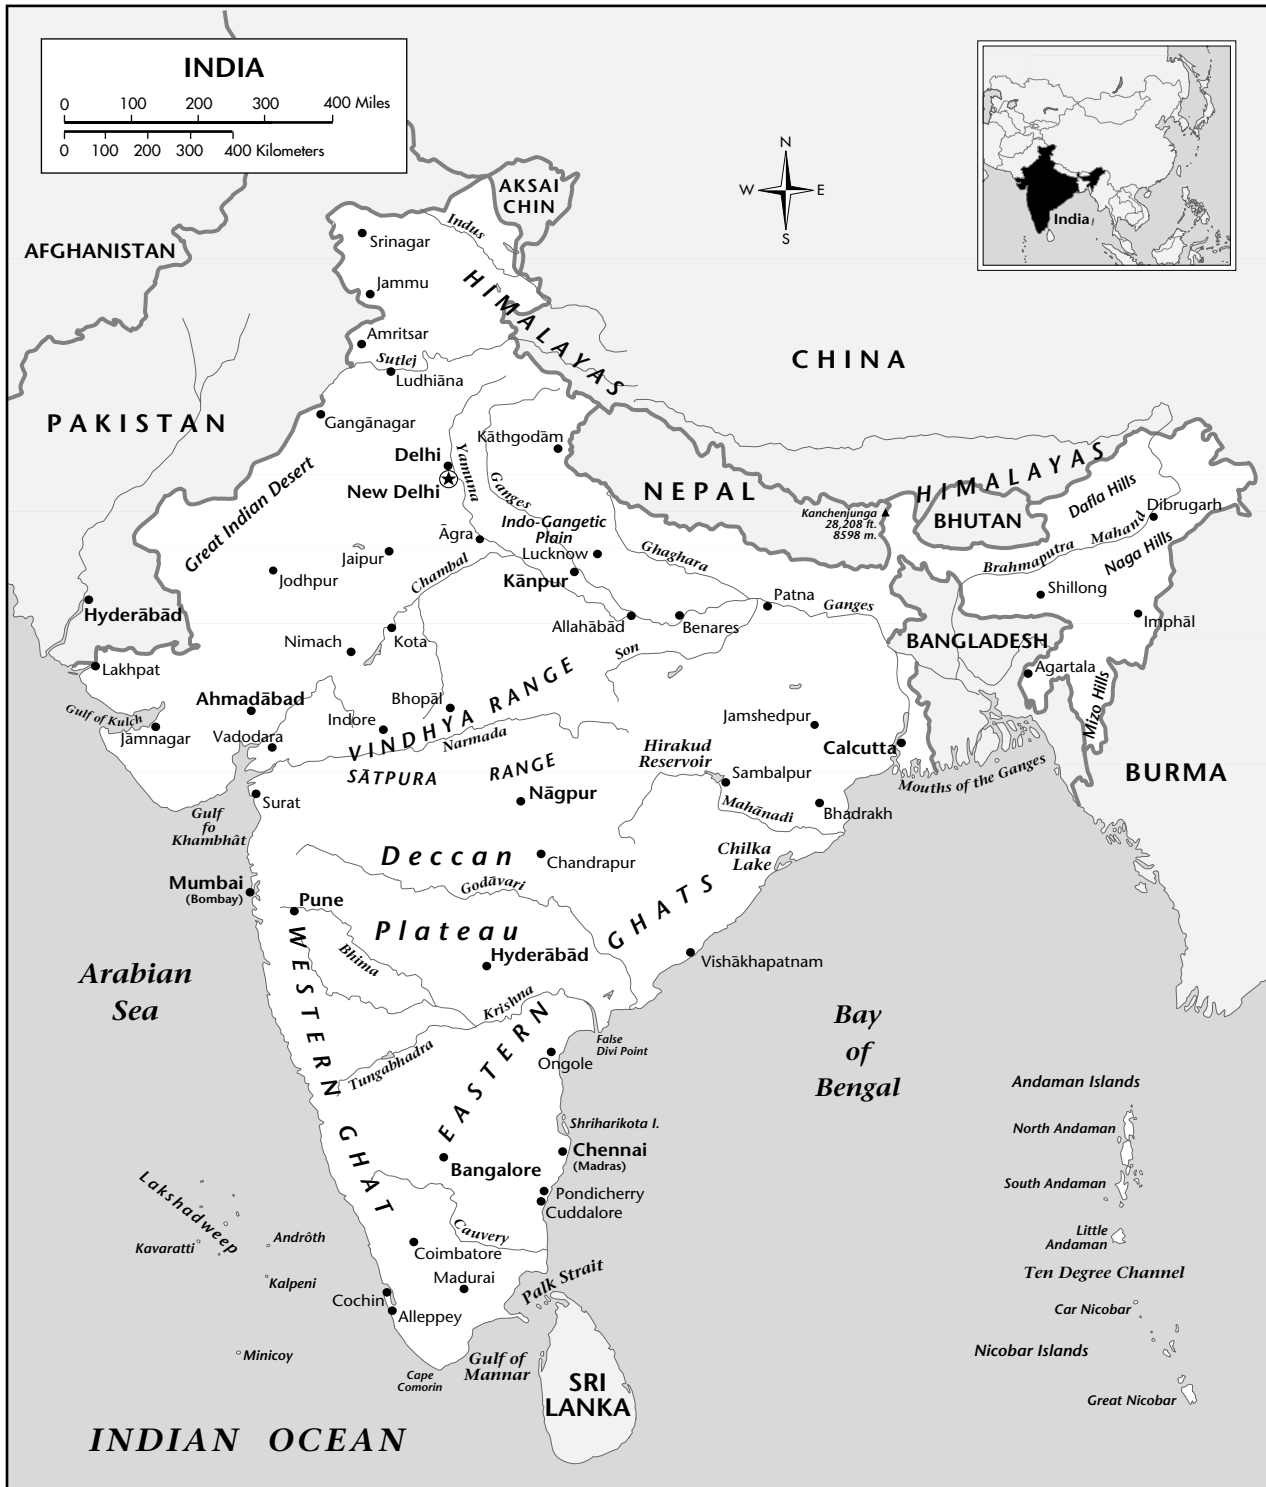 INDIA
0 100 200 300 400 Miles
0 100 200 300 400 Kilometers
N
W E
S
India
AKSAI
CHIN
AFGHANISTAN
Indus
Srinagar
Jammu
HIMALAYAS
Amritsar
Sutlej
Ludhiāna
CHINA
PAKISTAN
Gangānagar
Kāthgodām
Delhi
Yamuna
New Delhi
Ganges
NEPAL
HIMALAYAS
Great Indian Desert
Kanchenjunga
28,208 ft.
8598 m.
BHUTAN
Dafla Hills
Dibrugarh
Mahand
Indo-Gangetic
Plain
Āgra
Lucknow
Ghaghara
Brahmaputra
Naga Hills
Jaipur
Jodhpur
Chambal
Kānpur
Shillong
Patna
Ganges
Hyderābād
Imphāl
Nimach
Kota
Allahābād
Benares
BANGLADESH
Son
Lakhpat
Agartala
Mizo Hills
Ahmadābad
Bhopāl
Gulf of Kulch
Jāmnagar
Indore
Vadodara
VINDHYA RANGE
Narmada
Jamshedpur
Calcutta
Hirakud
Reservoir
SĀTPURA RANGE
Sambalpur
BURMA
Mouths of the Ganges
Surat
Nāgpur
Mahānadi
Bhadrakh
Gulf
fo
Khambhât
Deccan
Chandrapur
Chilka
Lake
Mumbai
(Bombay)
Godāvari
Pune
Plateau
GHATS
WESTERN GHAT
Bhima
Hyderābād
Vishākhapatnam
Arabian
Sea
Krishna
EASTERN
Bay
of
Bengal
False
Divi Point
Ongole
Tungabhadra
Andaman Islands
Shriharikota I.
North Andaman
Chennai
(Madras)
Bangalore
South Andaman
Lakshadweep
Pondicherry
Cuddalore
Cauvery
Little
Andaman
Kavaratti
Andrôth
Coimbatore
Ten Degree Channel
Madurai
Palk Strait
Kalpeni
Cochin
Car Nicobar
Alleppey
Minicoy
Gulf of
Mannar
Nicobar Islands
Cape
Comorin
SRI
LANKA
Great Nicobar
INDIAN OCEAN